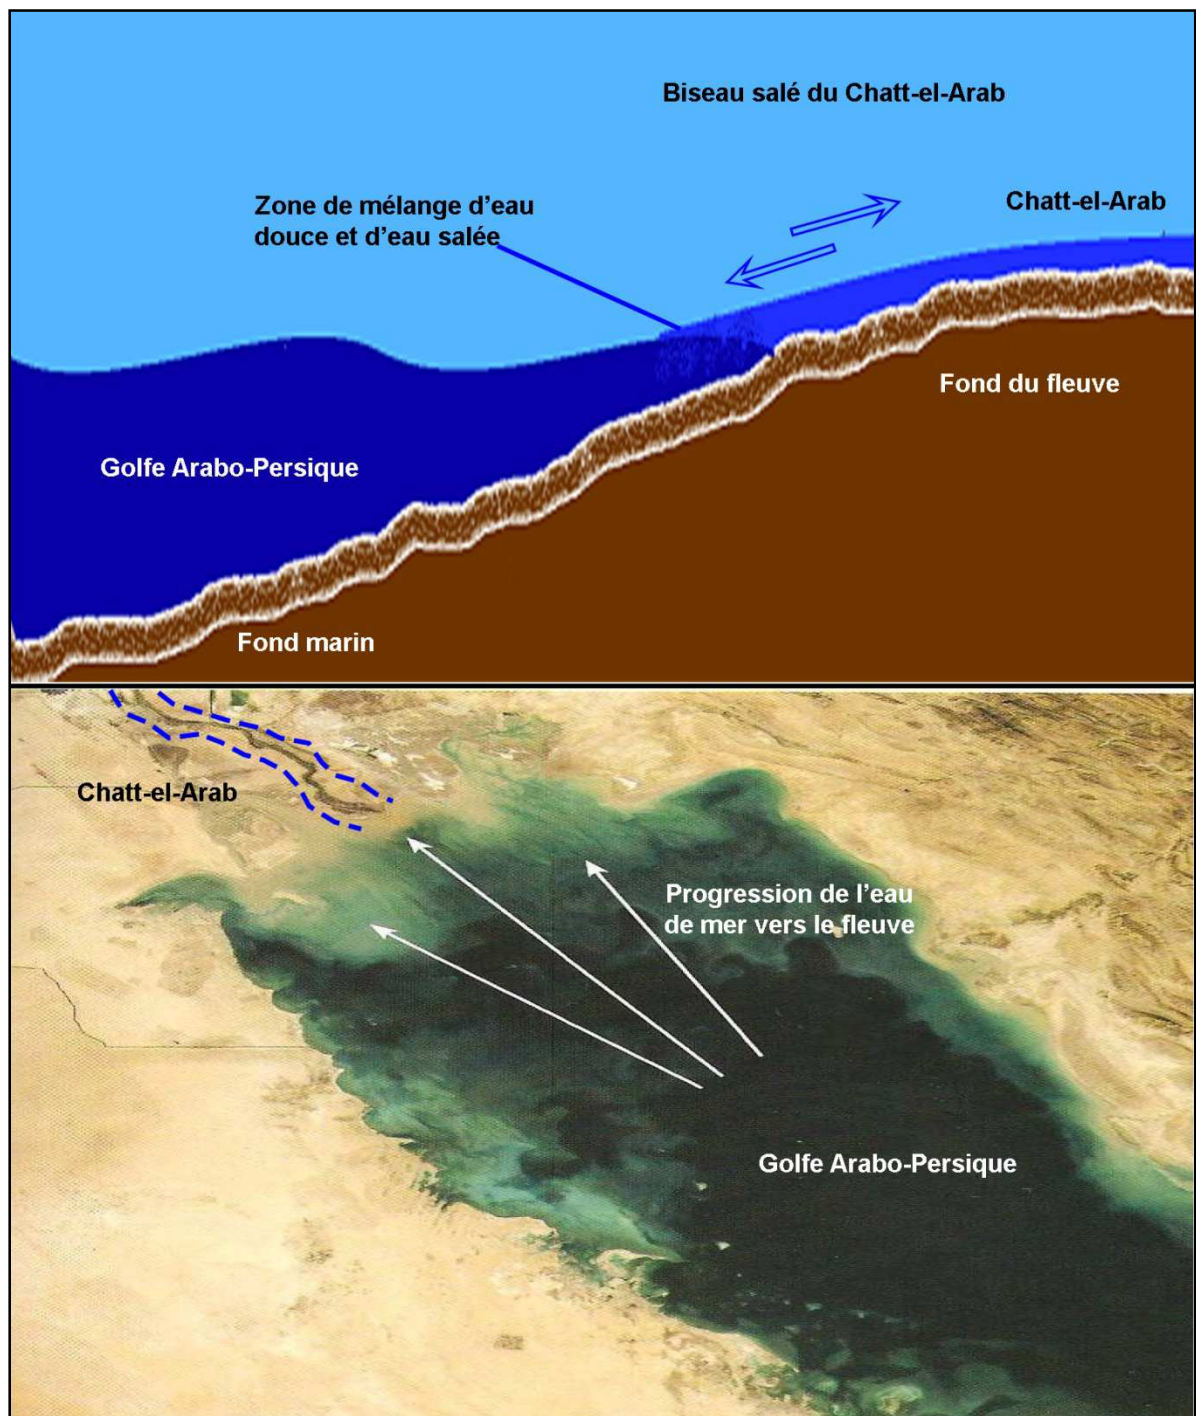 Biseau salé du Chatt-el-Arab
Zone de mélange d’eau
douce et d’eau salée
Chatt-el-Arab
Fond du fleuve
Golfe Arabo-Persique
Fond marin
Chatt-el-Arab
Progression de l’eau
de mer vers le fleuve
Golfe Arabo-Persique